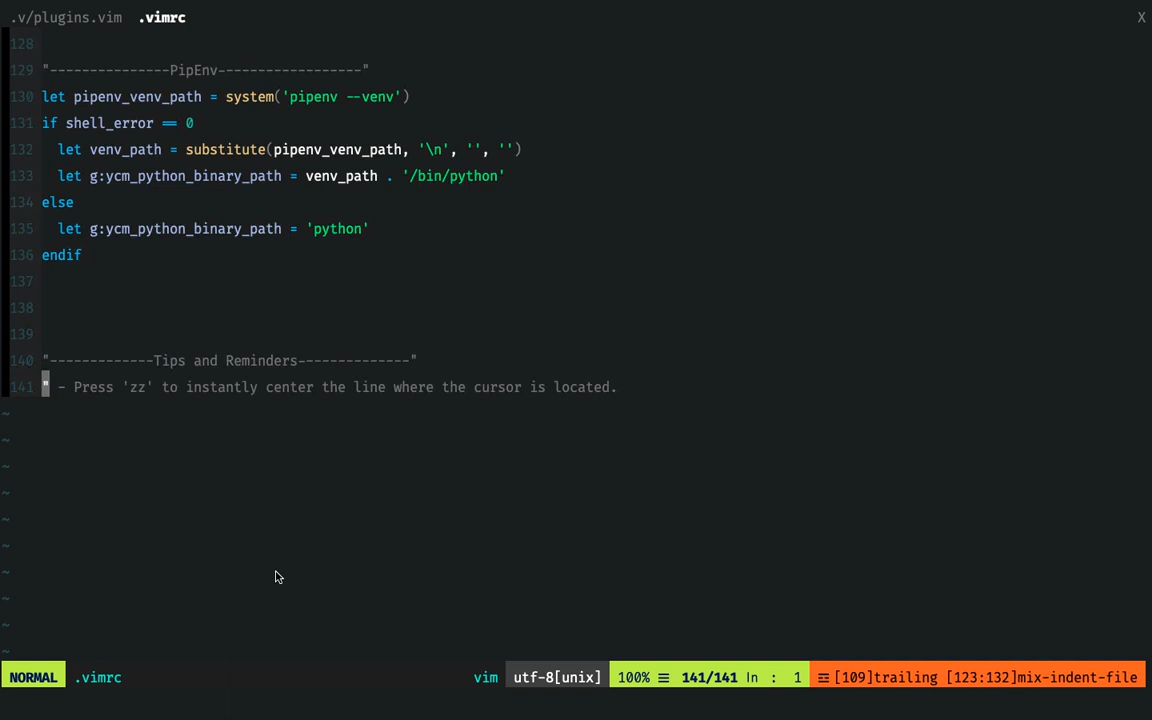 .v/plugins.vim .vimrc X
128
129 "---------------PipEnv------------------"
130 let pipenv_venv_path = system('pipenv --venv')
131 if shell_error == 0
132   let venv_path = substitute(pipenv_venv_path, '\n', '', '')
133   let g:ycm_python_binary_path = venv_path . '/bin/python'
134 else
135   let g:ycm_python_binary_path = 'python'
136 endif
137
138
139
140 "-------------Tips and Reminders--------------"
141 " - Press 'zz' to instantly center the line where the cursor is located.
~
~
~
~
~
~
~
~
~
~
NORMAL .vimrc vim utf-8[unix] 100% ☰ 141/141 ln : 1 ☲[109]trailing [123:132]mix-indent-file